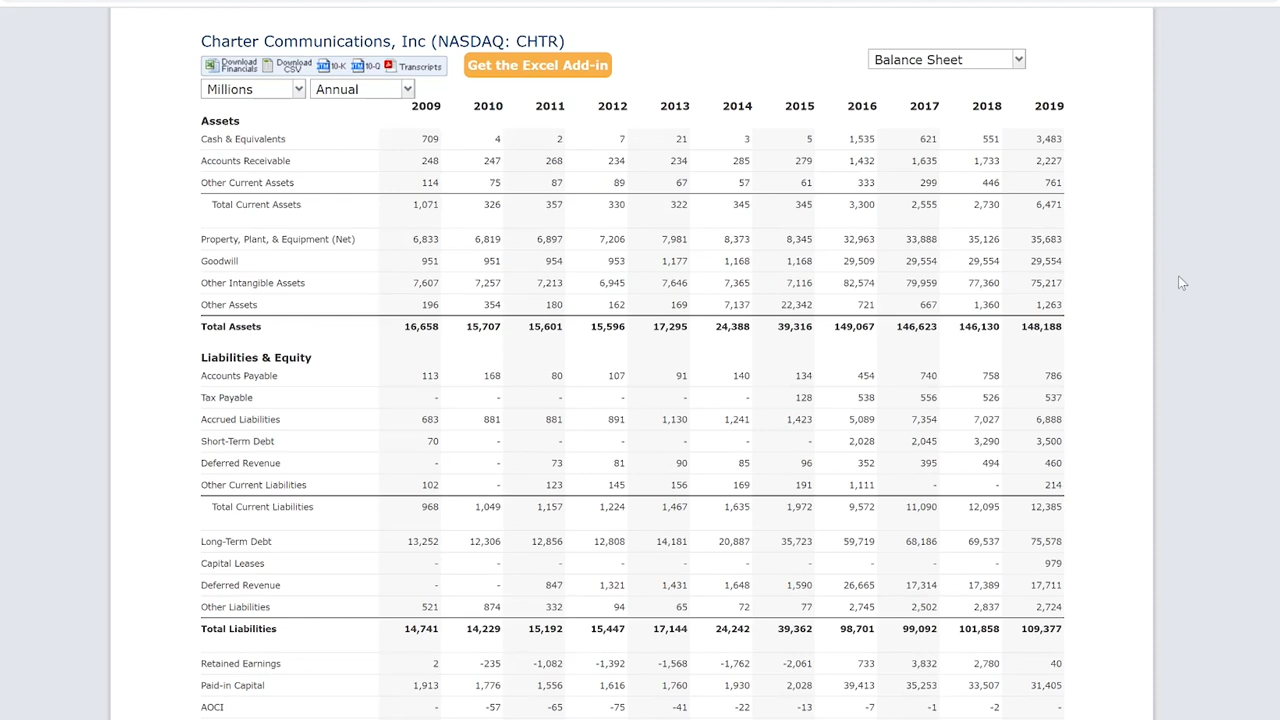 Charter Communications, Inc (NASDAQ: CHTR)
Download Financials Download CSV 10-K 10-Q Transcripts Get the Excel Add-in Balance Sheet
Millions Annual
2009 2010 2011 2012 2013 2014 2015 2016 2017 2018 2019
Assets
Cash & Equivalents 709 4 2 7 21 3 5 1,535 621 551 3,483
Accounts Receivable 248 247 268 234 234 285 279 1,432 1,635 1,733 2,227
Other Current Assets 114 75 87 89 67 57 61 333 299 446 761
Total Current Assets 1,071 326 357 330 322 345 345 3,300 2,555 2,730 6,471
Property, Plant, & Equipment (Net) 6,833 6,819 6,897 7,206 7,981 8,373 8,345 32,963 33,888 35,126 35,683
Goodwill 951 951 954 953 1,177 1,168 1,168 29,509 29,554 29,554 29,554
Other Intangible Assets 7,607 7,257 7,213 6,945 7,646 7,365 7,116 82,574 79,959 77,360 75,217
Other Assets 196 354 180 162 169 7,137 22,342 721 667 1,360 1,263
Total Assets 16,658 15,707 15,601 15,596 17,295 24,388 39,316 149,067 146,623 146,130 148,188
Liabilities & Equity
Accounts Payable 113 168 80 107 91 140 134 454 740 758 786
Tax Payable - - - - - - 128 538 556 526 537
Accrued Liabilities 683 881 881 891 1,130 1,241 1,423 5,089 7,354 7,027 6,888
Short-Term Debt 70 - - - - - - 2,028 2,045 3,290 3,500
Deferred Revenue - - 73 81 90 85 96 352 395 494 460
Other Current Liabilities 102 - 123 145 156 169 191 1,111 - - 214
Total Current Liabilities 968 1,049 1,157 1,224 1,467 1,635 1,972 9,572 11,090 12,095 12,385
Long-Term Debt 13,252 12,306 12,856 12,808 14,181 20,887 35,723 59,719 68,186 69,537 75,578
Capital Leases - - - - - - - - - - 979
Deferred Revenue - - 847 1,321 1,431 1,648 1,590 26,665 17,314 17,389 17,711
Other Liabilities 521 874 332 94 65 72 77 2,745 2,502 2,837 2,724
Total Liabilities 14,741 14,229 15,192 15,447 17,144 24,242 39,362 98,701 99,092 101,858 109,377
Retained Earnings 2 -235 -1,082 -1,392 -1,568 -1,762 -2,061 733 3,832 2,780 40
Paid-in Capital 1,913 1,776 1,556 1,616 1,760 1,930 2,028 39,413 35,253 33,507 31,405
AOCI - -57 -65 -75 -41 -22 -13 -7 -1 -2 -